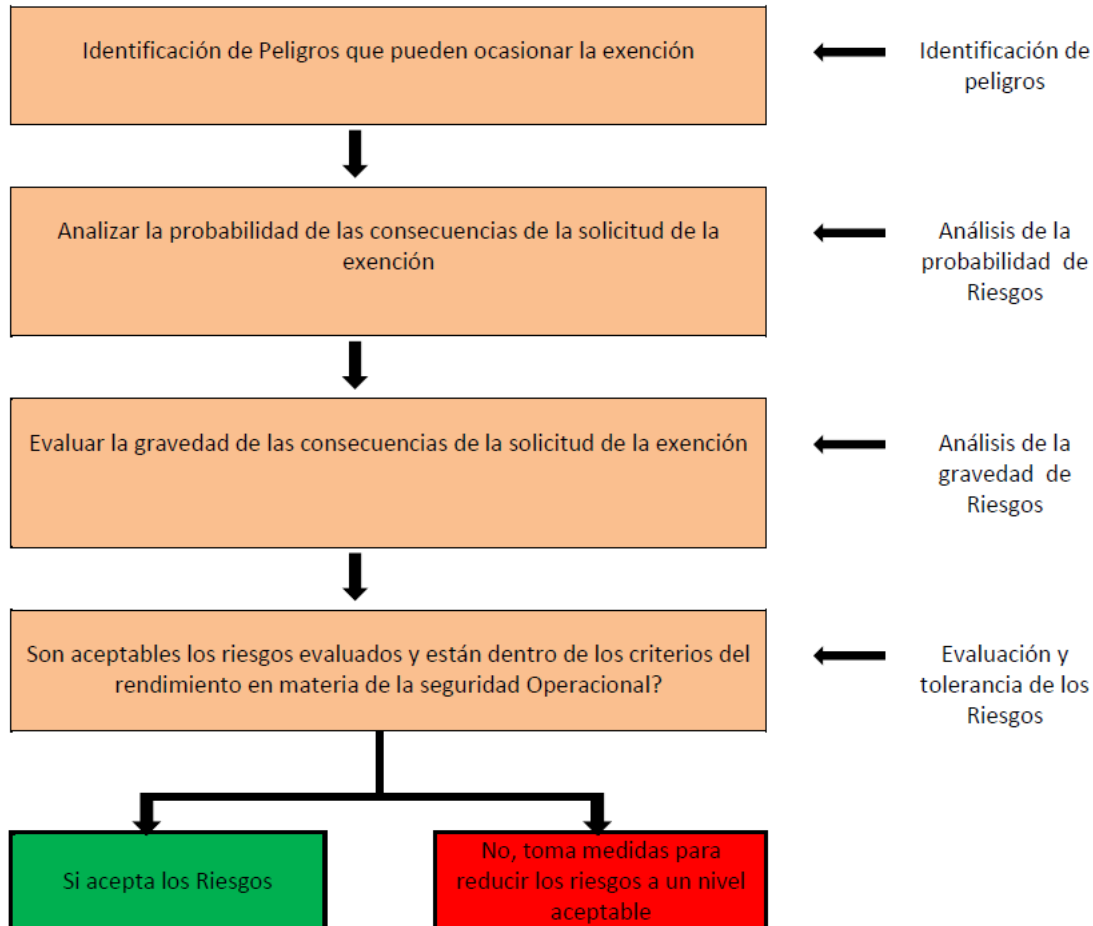 Identificación de Peligros que pueden ocasionar la exención
Identificación de
peligros
Analizar la probabilidad de las consecuencias de la solicitud de la
exención
Análisis de la
probabilidad de
Riesgos
Evaluar la gravedad de las consecuencias de la solicitud de la exención
Análisis de la
gravedad de
Riesgos
Son aceptables los riesgos evaluados y están dentro de los criterios del
rendimiento en materia de la seguridad Operacional?
Evaluación y
tolerancia de los
Riesgos
Si acepta los Riesgos
No, toma medidas para
reducir los riesgos a un nivel
aceptable